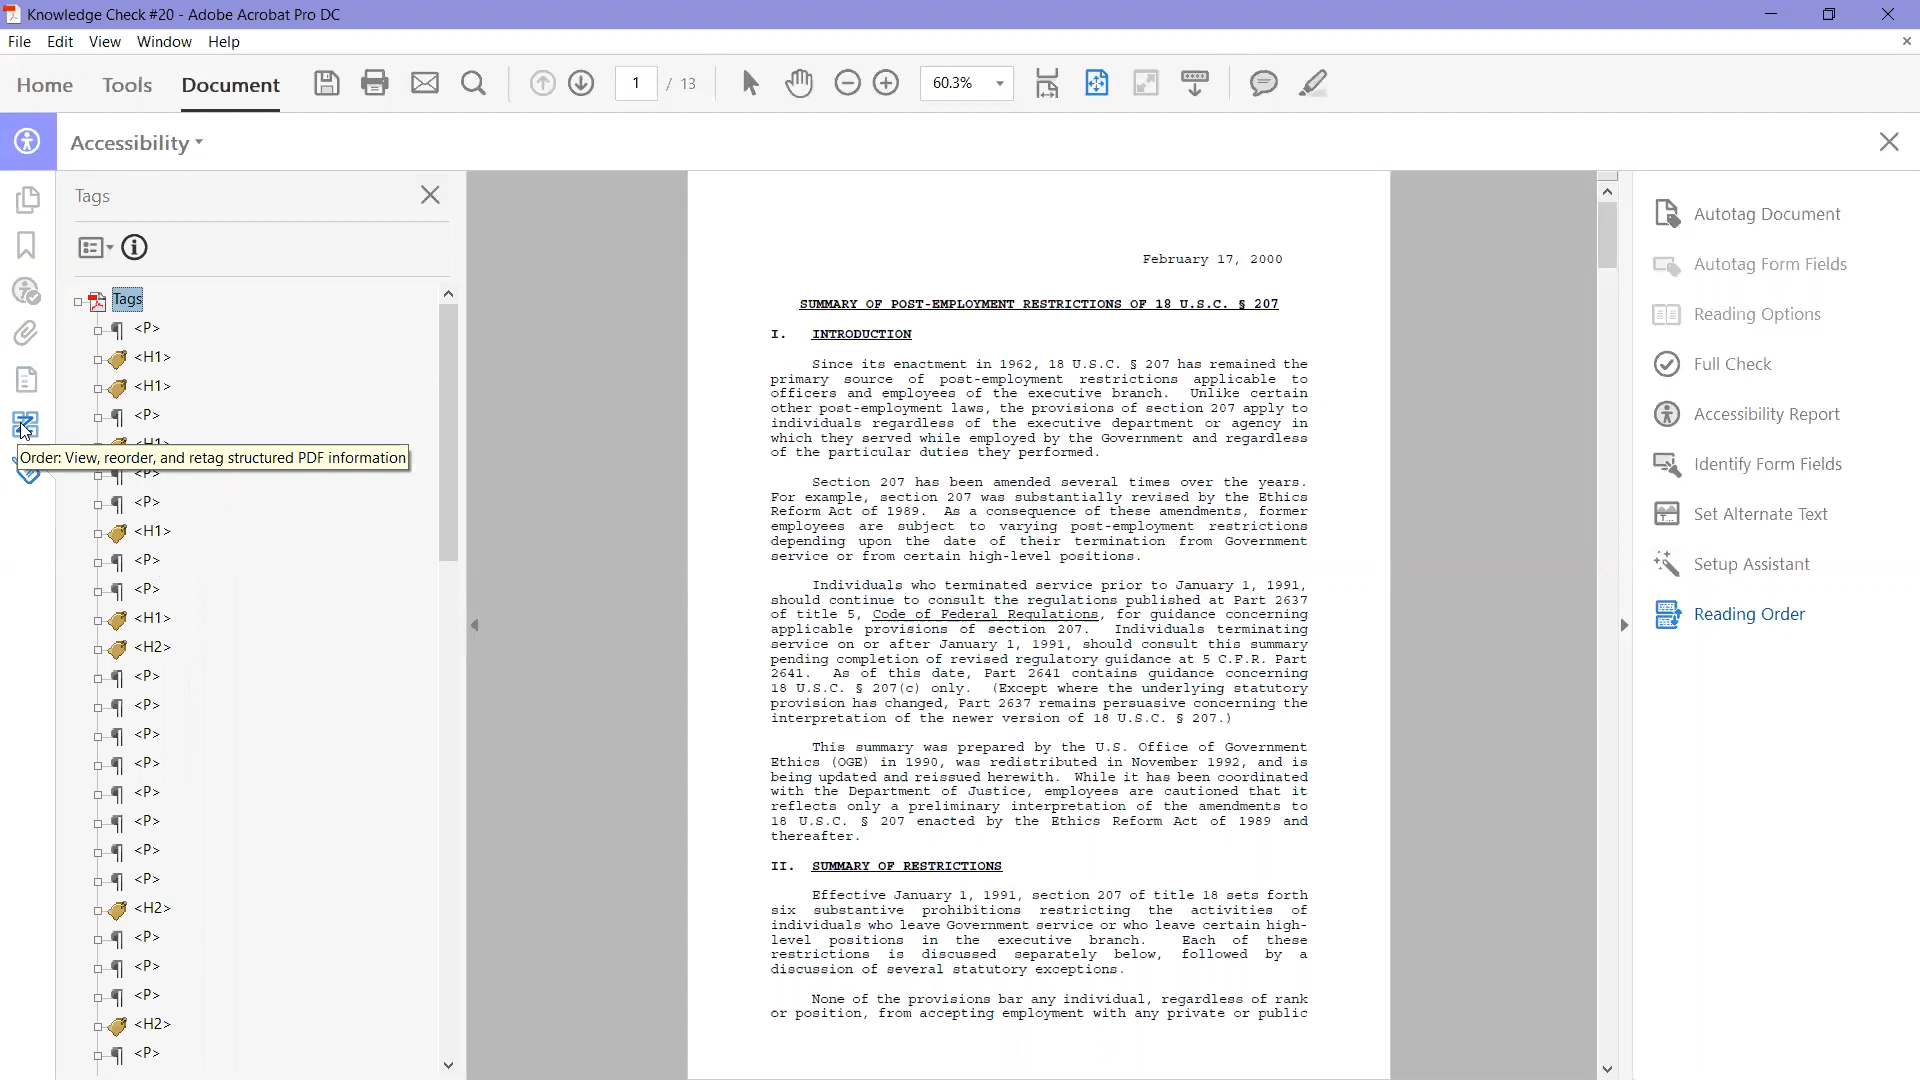 Knowledge Check #20 - Adobe Acrobat Pro DC
File Edit View Window Help
Home Tools Document 1 / 13 60.3%
Accessibility
Tags
Tags
<P>
<H1>
<H1>
<P>
<H1>
Order: View, reorder, and retag structured PDF information
<P>
<P>
<H1>
<P>
<P>
<H1>
<H2>
<P>
<P>
<P>
<P>
<P>
<P>
<P>
<P>
<H2>
<P>
<P>
<P>
<H2>
<P>
February 17, 2000
SUMMARY OF POST-EMPLOYMENT RESTRICTIONS OF 18 U.S.C. § 207
I. INTRODUCTION
Since its enactment in 1962, 18 U.S.C. § 207 has remained the
primary source of post-employment restrictions applicable to
officers and employees of the executive branch. Unlike certain
other post-employment laws, the provisions of section 207 apply to
individuals regardless of the executive department or agency in
which they served while employed by the Government and regardless
of the particular duties they performed.
Section 207 has been amended several times over the years.
For example, section 207 was substantially revised by the Ethics
Reform Act of 1989. As a consequence of these amendments, former
employees are subject to varying post-employment restrictions
depending upon the date of their termination from Government
service or from certain high-level positions.
Individuals who terminated service prior to January 1, 1991,
should continue to consult the regulations published at Part 2637
of title 5, Code of Federal Regulations, for guidance concerning
applicable provisions of section 207. Individuals terminating
service on or after January 1, 1991, should consult this summary
pending completion of revised regulatory guidance at 5 C.F.R. Part
2641. As of this date, Part 2641 contains guidance concerning
18 U.S.C. § 207(c) only. (Except where the underlying statutory
provision has changed, Part 2637 remains persuasive concerning the
interpretation of the newer version of 18 U.S.C. § 207.)
This summary was prepared by the U.S. Office of Government
Ethics (OGE) in 1990, was redistributed in November 1992, and is
being updated and reissued herewith. While it has been coordinated
with the Department of Justice, employees are cautioned that it
reflects only a preliminary interpretation of the amendments to
18 U.S.C. § 207 enacted by the Ethics Reform Act of 1989 and
thereafter.
II. SUMMARY OF RESTRICTIONS
Effective January 1, 1991, section 207 of title 18 sets forth
six substantive prohibitions restricting the activities of
individuals who leave Government service or who leave certain high-
level positions in the executive branch. Each of these
restrictions is discussed separately below, followed by a
discussion of several statutory exceptions.
None of the provisions bar any individual, regardless of rank
or position, from accepting employment with any private or public
Autotag Document
Autotag Form Fields
Reading Options
Full Check
Accessibility Report
Identify Form Fields
Set Alternate Text
Setup Assistant
Reading Order